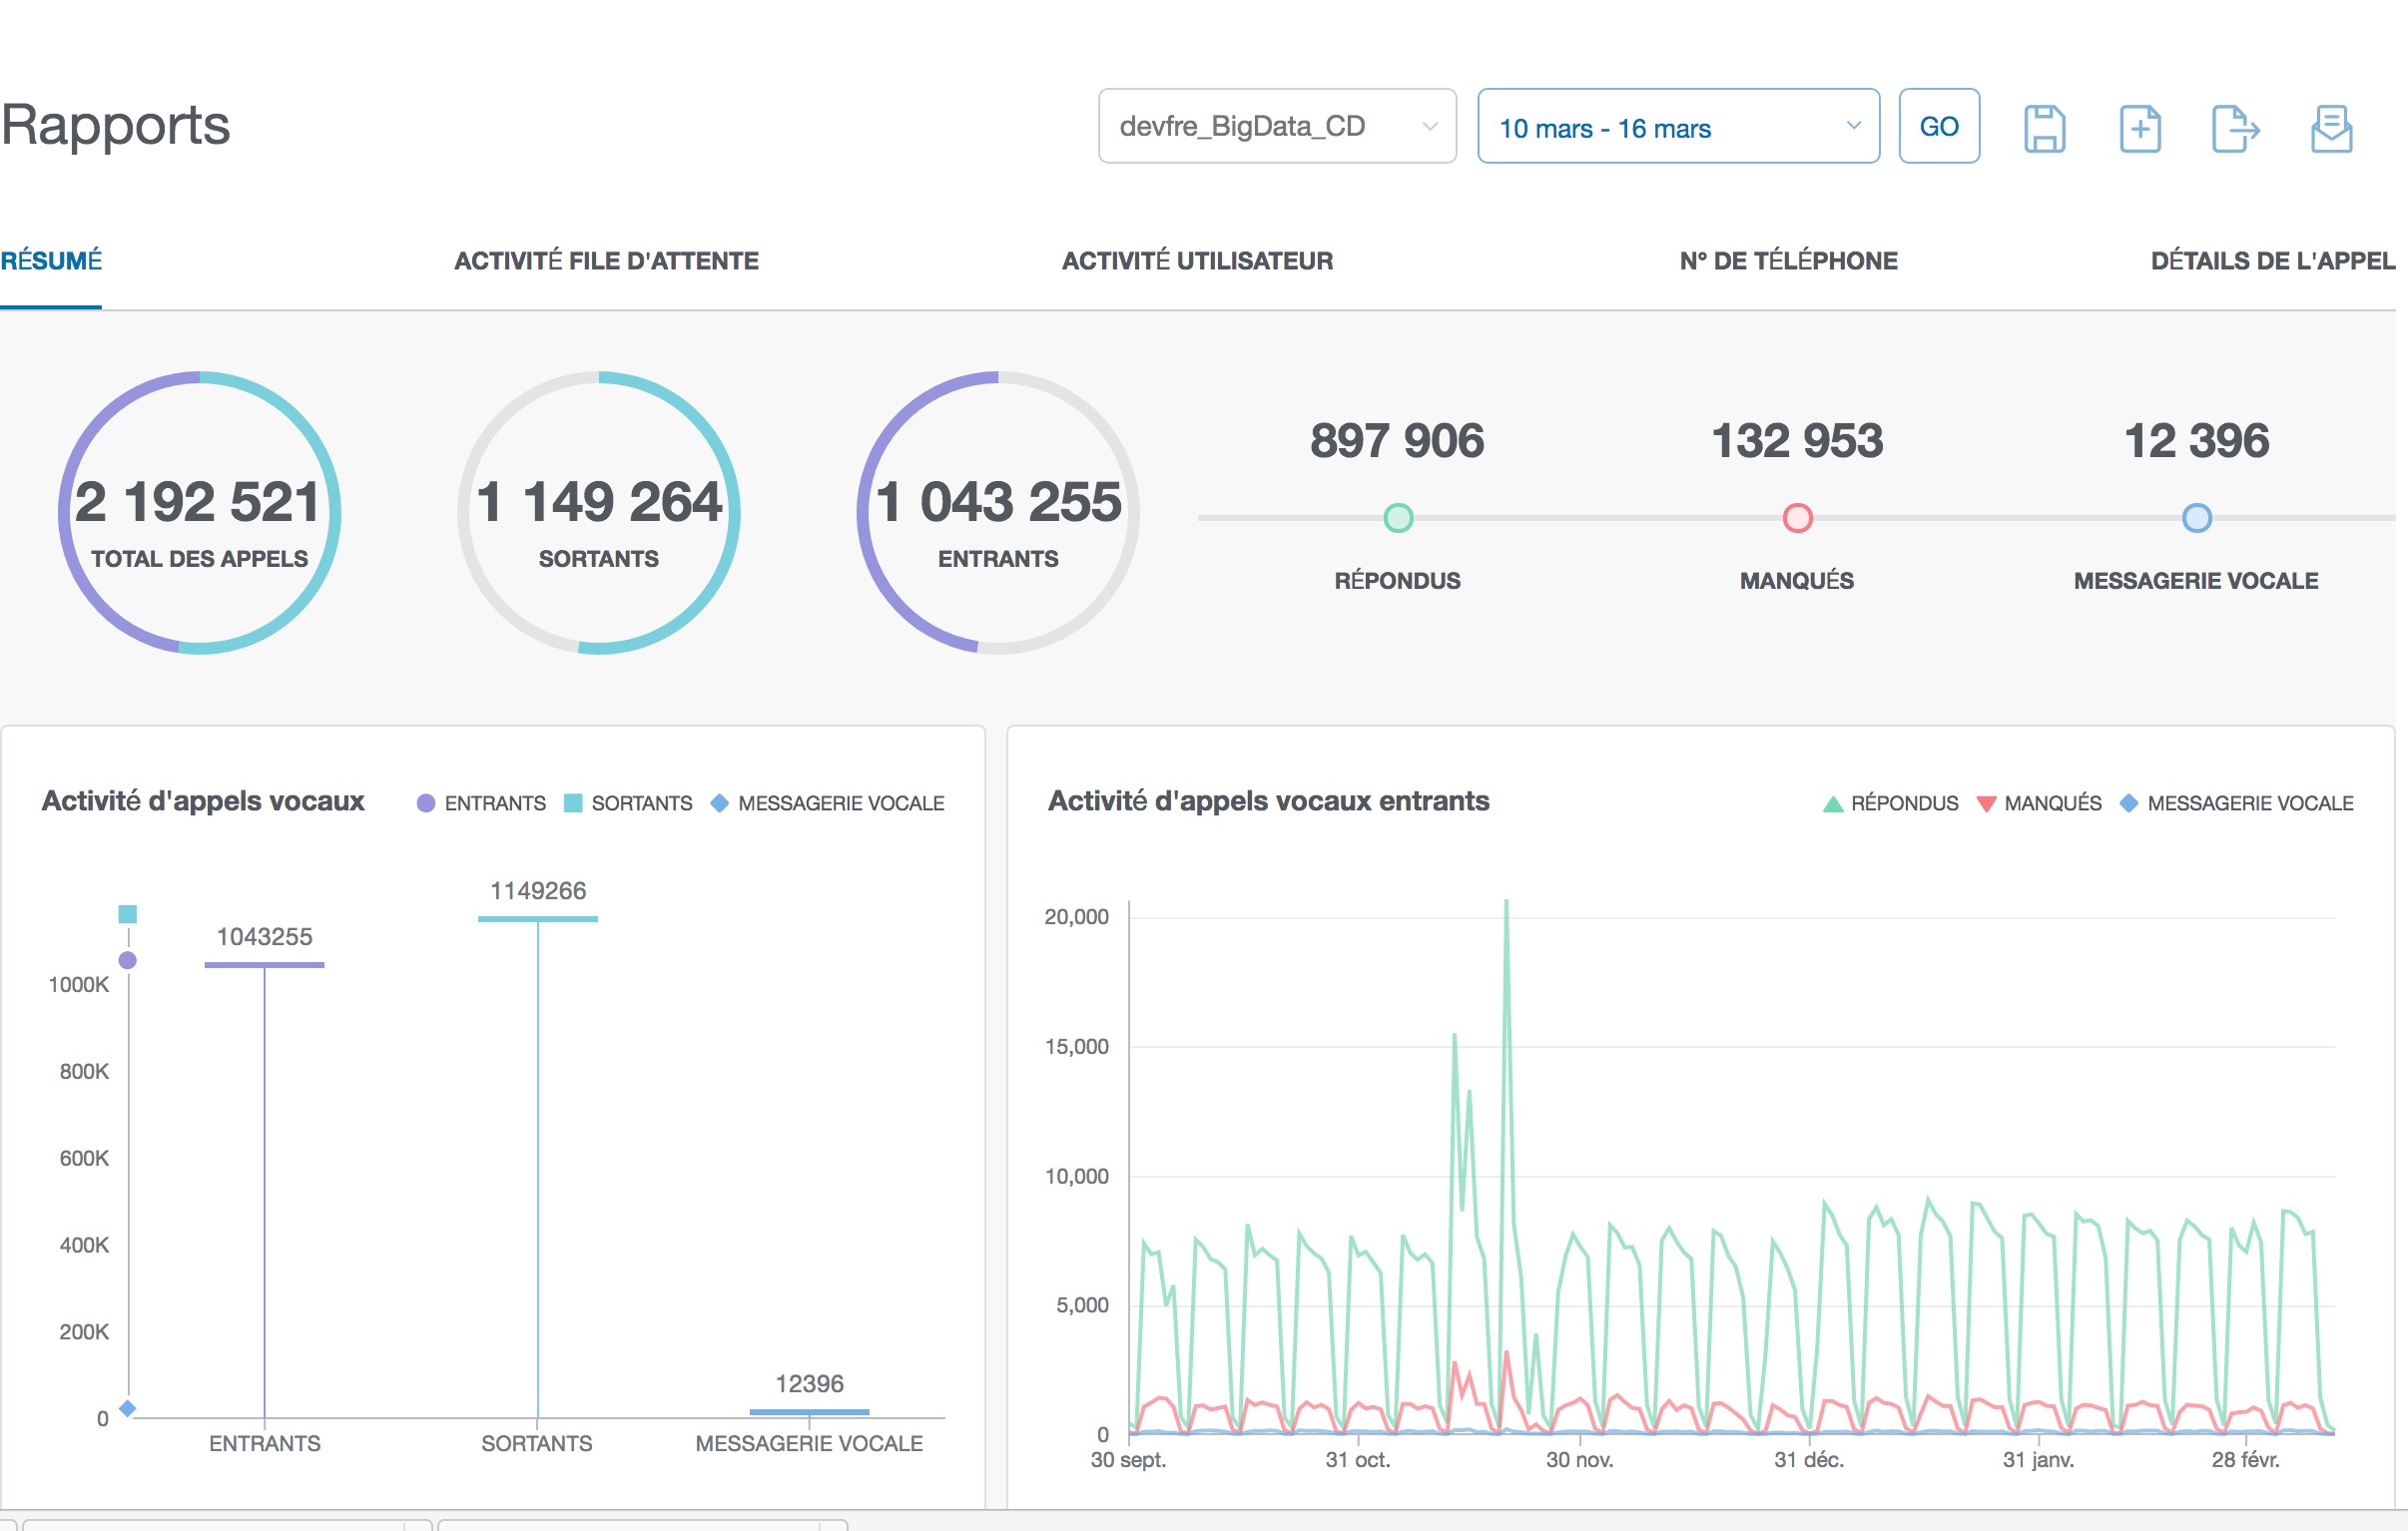 Rapports
devfre_BigData_CD
10 mars - 16 mars
GO
RÉSUMÉ
ACTIVITÉ FILE D'ATTENTE
ACTIVITÉ UTILISATEUR
N° DE TÉLÉPHONE
DÉTAILS DE L'APPEL
2 192 521
TOTAL DES APPELS
1 149 264
SORTANTS
1 043 255
ENTRANTS
897 906
RÉPONDUS
132 953
MANQUÉS
12 396
MESSAGERIE VOCALE
Activité d'appels vocaux
ENTRANTS
SORTANTS
MESSAGERIE VOCALE
1149266
1043255
12396
1000K
800K
600K
400K
200K
0
ENTRANTS
SORTANTS
MESSAGERIE VOCALE
Activité d'appels vocaux entrants
RÉPONDUS
MANQUÉS
MESSAGERIE VOCALE
20,000
15,000
10,000
5,000
0
30 sept.
31 oct.
30 nov.
31 déc.
31 janv.
28 févr.